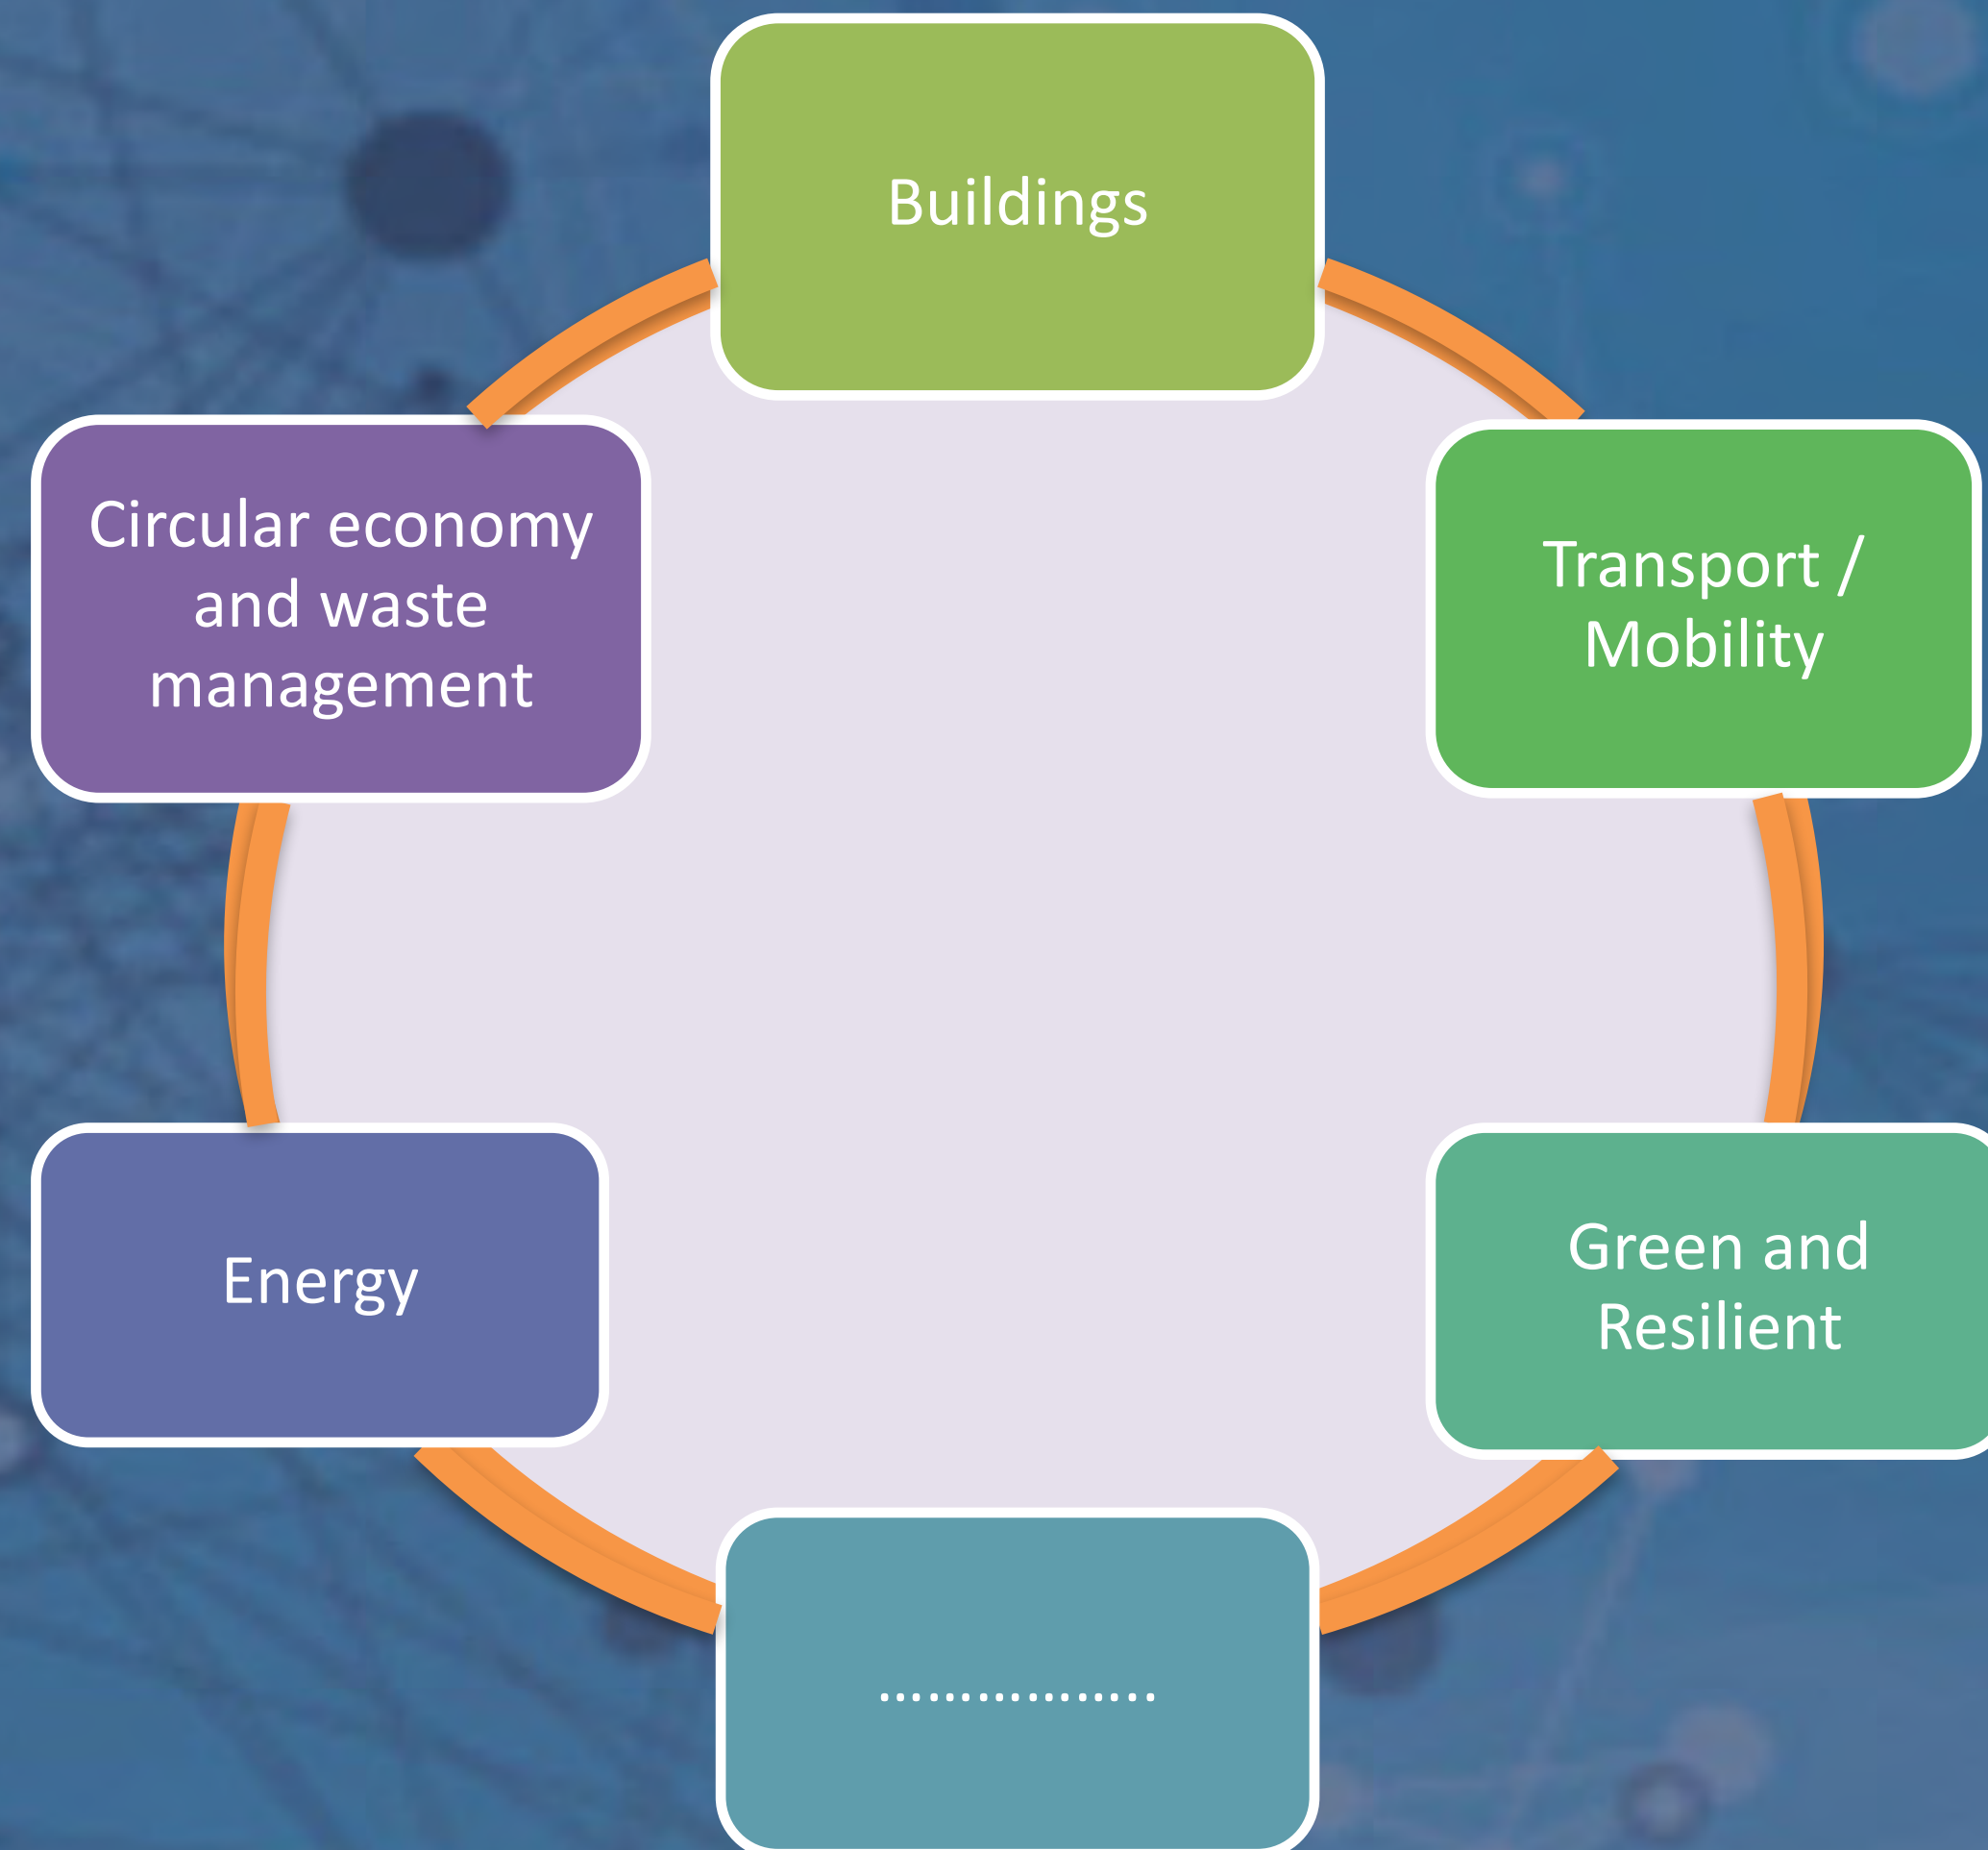 Buildings
Circular economy
and waste
management
Transport /
Mobility
Energy
Green and
Resilient
.................